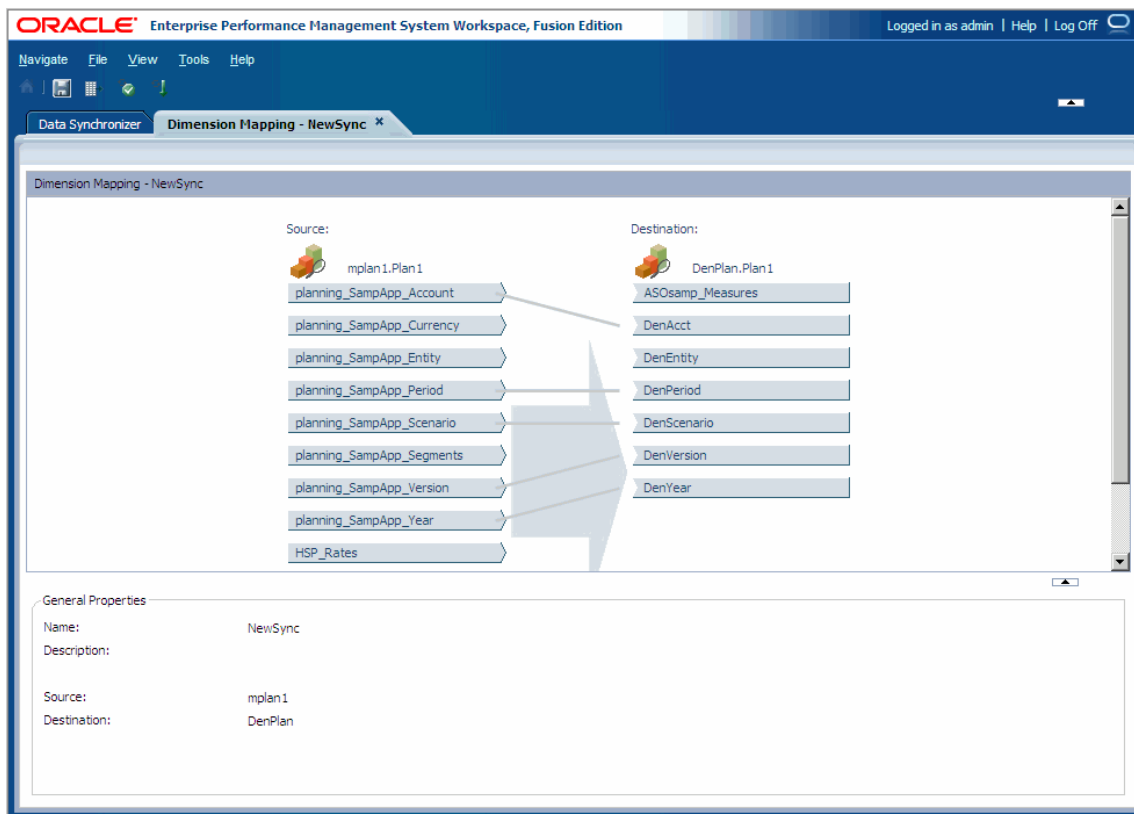 ORACLE® Enterprise Performance Management System Workspace, Fusion Edition Logged in as admin | Help | Log Off
Navigate File View Tools Help
Data Synchronizer Dimension Mapping - NewSync ×
Dimension Mapping - NewSync
Source: Destination:
mplan1.Plan1 DenPlan.Plan1
planning_SampApp_Account ASOsamp_Measures
planning_SampApp_Currency DenAcct
planning_SampApp_Entity DenEntity
planning_SampApp_Period DenPeriod
planning_SampApp_Scenario DenScenario
planning_SampApp_Segments DenVersion
planning_SampApp_Version DenYear
planning_SampApp_Year
HSP_Rates
General Properties
Name: NewSync
Description:
Source: mplan1
Destination: DenPlan